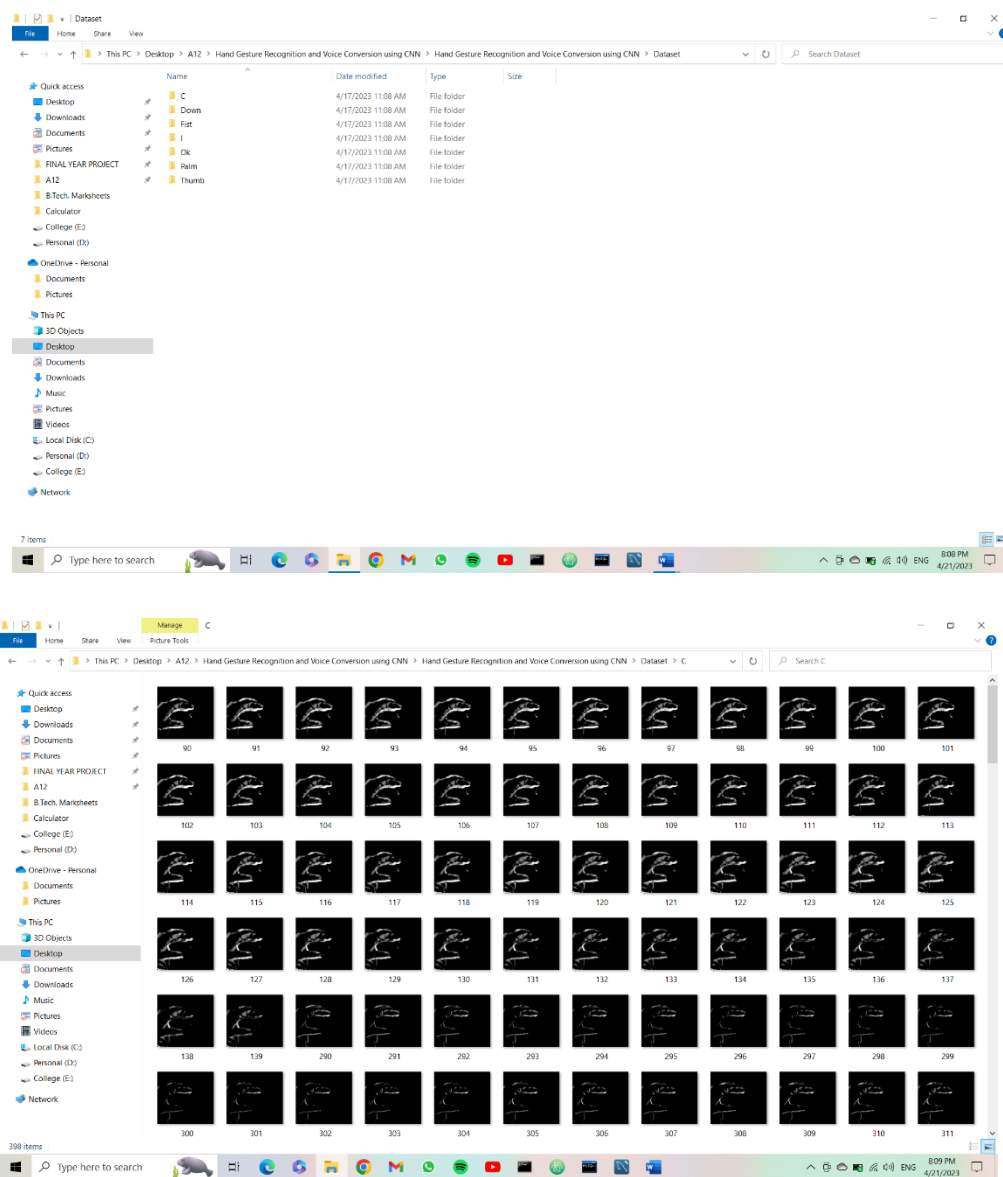 Dataset
File Home Share View
This PC > Desktop > A12 > Hand Gesture Recognition and Voice Conversion using CNN > Hand Gesture Recognition and Voice Conversion using CNN > Dataset
Search Dataset
Name Date modified Type Size
Quick access
Desktop
Downloads
Documents
Pictures
FINAL YEAR PROJECT
A12
B.Tech. Marksheets
Calculator
College (E:)
Personal (D:)
OneDrive - Personal
Documents
Pictures
This PC
3D Objects
Desktop
Documents
Downloads
Music
Pictures
Videos
Local Disk (C:)
Personal (D:)
College (E:)
Network
C 4/17/2023 11:08 AM File folder
Down 4/17/2023 11:08 AM File folder
Fist 4/17/2023 11:08 AM File folder
I 4/17/2023 11:08 AM File folder
Ok 4/17/2023 11:08 AM File folder
Palm 4/17/2023 11:08 AM File folder
Thumb 4/17/2023 11:08 AM File folder
7 items
Type here to search
ENG
8:08 PM
4/21/2023
Manage C
File Home Share View Picture Tools
This PC > Desktop > A12 > Hand Gesture Recognition and Voice Conversion using CNN > Hand Gesture Recognition and Voice Conversion using CNN > Dataset > C
Search C
Quick access
Desktop
Downloads
Documents
Pictures
FINAL YEAR PROJECT
A12
B.Tech. Marksheets
Calculator
College (E:)
Personal (D:)
OneDrive - Personal
Documents
Pictures
This PC
3D Objects
Desktop
Documents
Downloads
Music
Pictures
Videos
Local Disk (C:)
Personal (D:)
College (E:)
Network
90 91 92 93 94 95 96 97 98 99 100 101
102 103 104 105 106 107 108 109 110 111 112 113
114 115 116 117 118 119 120 121 122 123 124 125
126 127 128 129 130 131 132 133 134 135 136 137
138 139 290 291 292 293 294 295 296 297 298 299
300 301 302 303 304 305 306 307 308 309 310 311
398 items
Type here to search
ENG
8:09 PM
4/21/2023